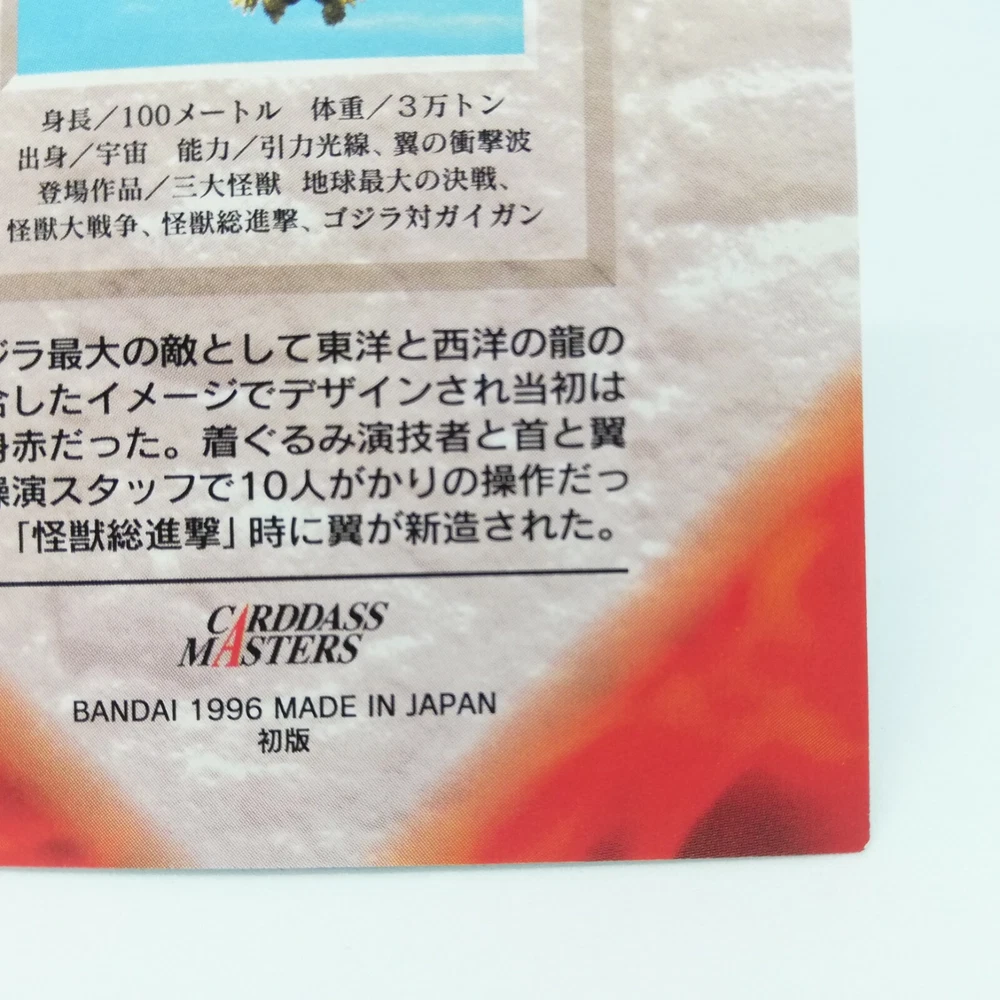 身長／100メートル　体重／3万トン
出身／宇宙　能力／引力光線、翼の衝撃波
登場作品／三大怪獣　地球最大の決戦、
怪獣大戦争、怪獣総進撃、ゴジラ対ガイガン
ジラ最大の敵として東洋と西洋の龍の
合したイメージでデザインされ当初は
身赤だった。着ぐるみ演技者と首と翼
操演スタッフで10人がかりの操作だっ
「怪獣総進撃」時に翼が新造された。
CARDDASS
MASTERS
BANDAI 1996 MADE IN JAPAN
初版